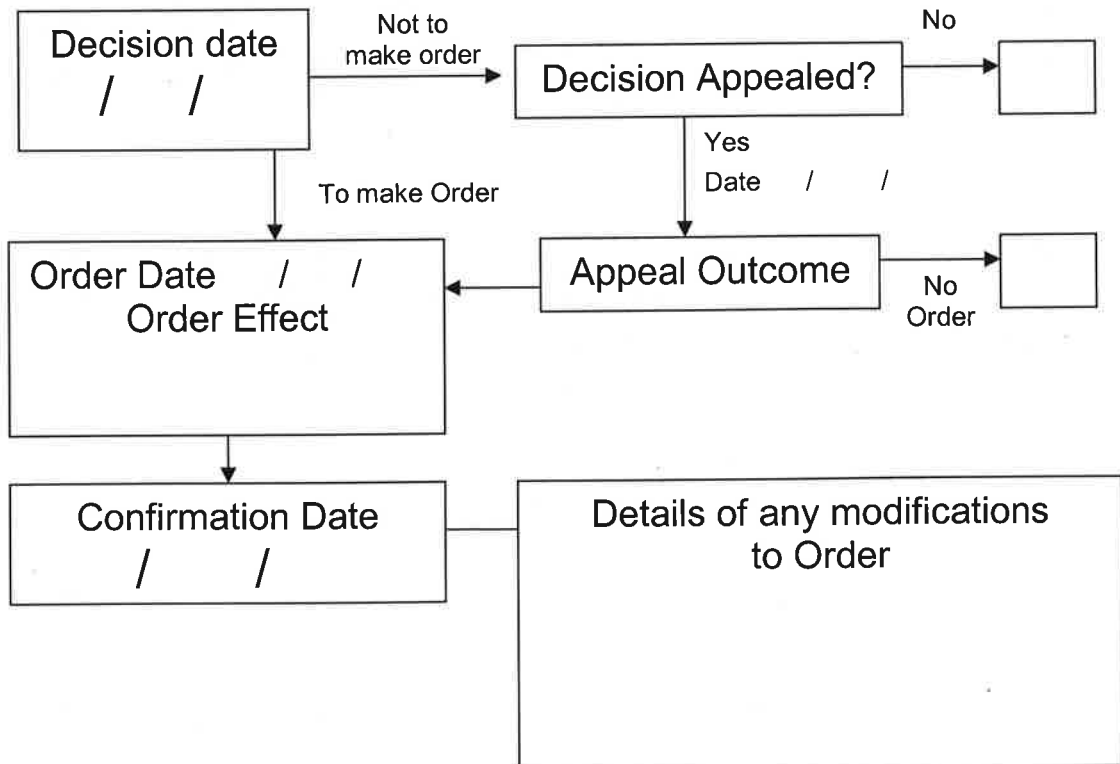 Decision date
/ /
Not to
make order
Decision Appealed?
No
Yes
Date / /
To make Order
Order Date / /
Order Effect
Appeal Outcome
No
Order
Confirmation Date
/ /
Details of any modifications
to Order